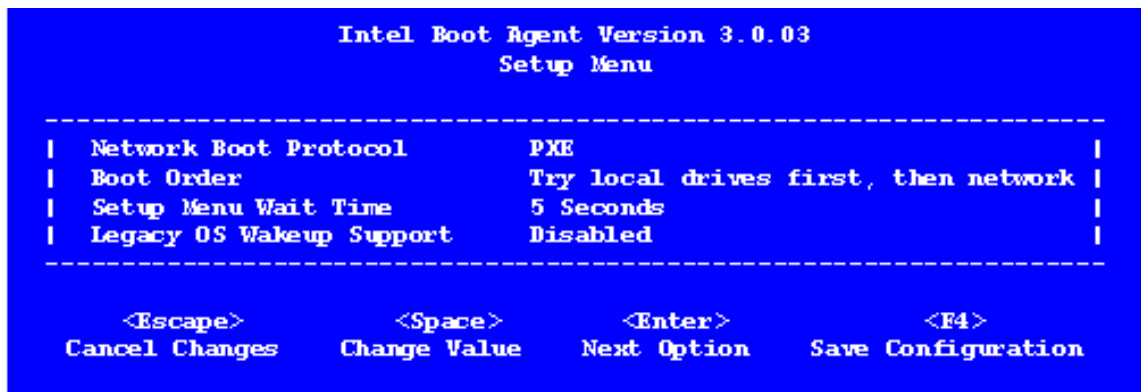 Intel Boot Agent Version 3.0.03
Setup Menu
Network Boot Protocol PXE
Boot Order Try local drives first, then network
Setup Menu Wait Time 5 Seconds
Legacy OS Wakeup Support Disabled
<Escape> <Space> <Enter> <F4>
Cancel Changes Change Value Next Option Save Configuration